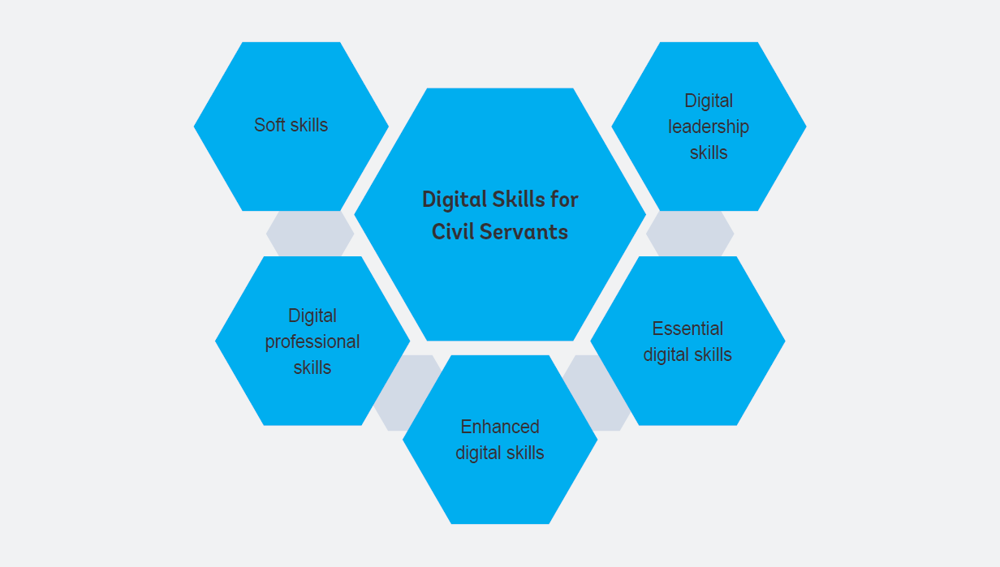 Soft skills
Digital
leadership
skills
Digital Skills for
Civil Servants
Digital
professional
skills
Essential
digital skills
Enhanced
digital skills